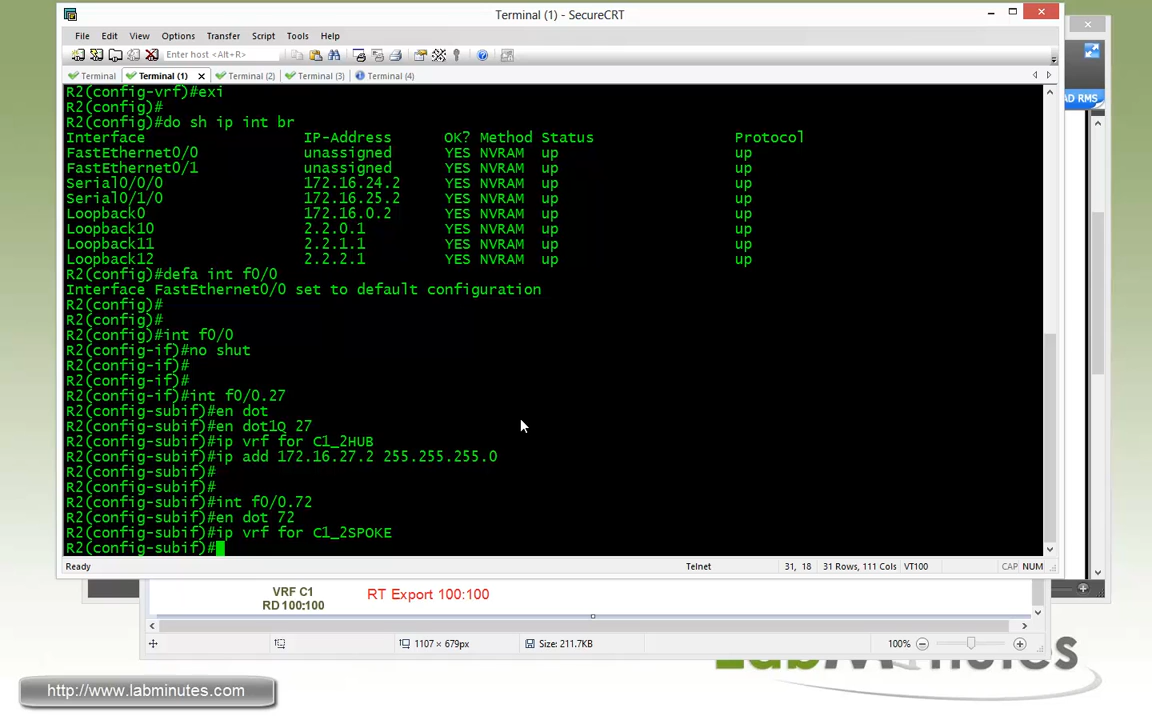 Terminal (1) - SecureCRT
File Edit View Options Transfer Script Tools Help
Enter host <Alt+R>
Terminal Terminal (1) Terminal (2) Terminal (3) Terminal (4)
AD RMS
R2(config-vrf)#exi
R2(config)#
R2(config)#do sh ip int br
Interface IP-Address OK? Method Status Protocol
FastEthernet0/0 unassigned YES NVRAM up up
FastEthernet0/1 unassigned YES NVRAM up up
Serial0/0/0 172.16.24.2 YES NVRAM up up
Serial0/1/0 172.16.25.2 YES NVRAM up up
Loopback0 172.16.0.2 YES NVRAM up up
Loopback10 2.2.0.1 YES NVRAM up up
Loopback11 2.2.1.1 YES NVRAM up up
Loopback12 2.2.2.1 YES NVRAM up up
R2(config)#defa int f0/0
Interface FastEthernet0/0 set to default configuration
R2(config)#
R2(config)#
R2(config)#int f0/0
R2(config-if)#no shut
R2(config-if)#
R2(config-if)#
R2(config-if)#int f0/0.27
R2(config-subif)#en dot
R2(config-subif)#en dot1Q 27
R2(config-subif)#ip vrf for C1_2HUB
R2(config-subif)#ip add 172.16.27.2 255.255.255.0
R2(config-subif)#
R2(config-subif)#
R2(config-subif)#int f0/0.72
R2(config-subif)#en dot 72
R2(config-subif)#ip vrf for C1_2SPOKE
R2(config-subif)#
Ready Telnet 31, 18 31 Rows, 111 Cols VT100 CAP NUM
VRF C1 RT Export 100:100
RD 100:100
1107 × 679px Size: 211.7KB 100%
http://www.labminutes.com